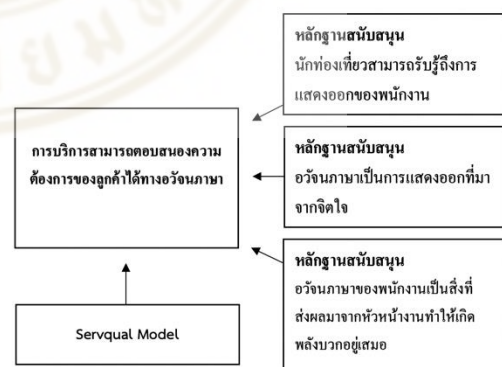 หลักฐานสนับสนุน
นักท่องเที่ยวสามารถรับรู้ถึงการ
แสดงออกของพนักงาน
การบริการสามารถตอบสนองความ
ต้องการของลูกค้าได้ทางอวัจนภาษา
หลักฐานสนับสนุน
อวัจนภาษาเป็นการแสดงออกที่มา
จากจิตใจ
หลักฐานสนับสนุน
อวัจนภาษาของพนักงานเป็นสิ่งที่
ส่งผลมาจากหัวหน้างานทำให้เกิด
พลังบวกอยู่เสมอ
Servqual Model